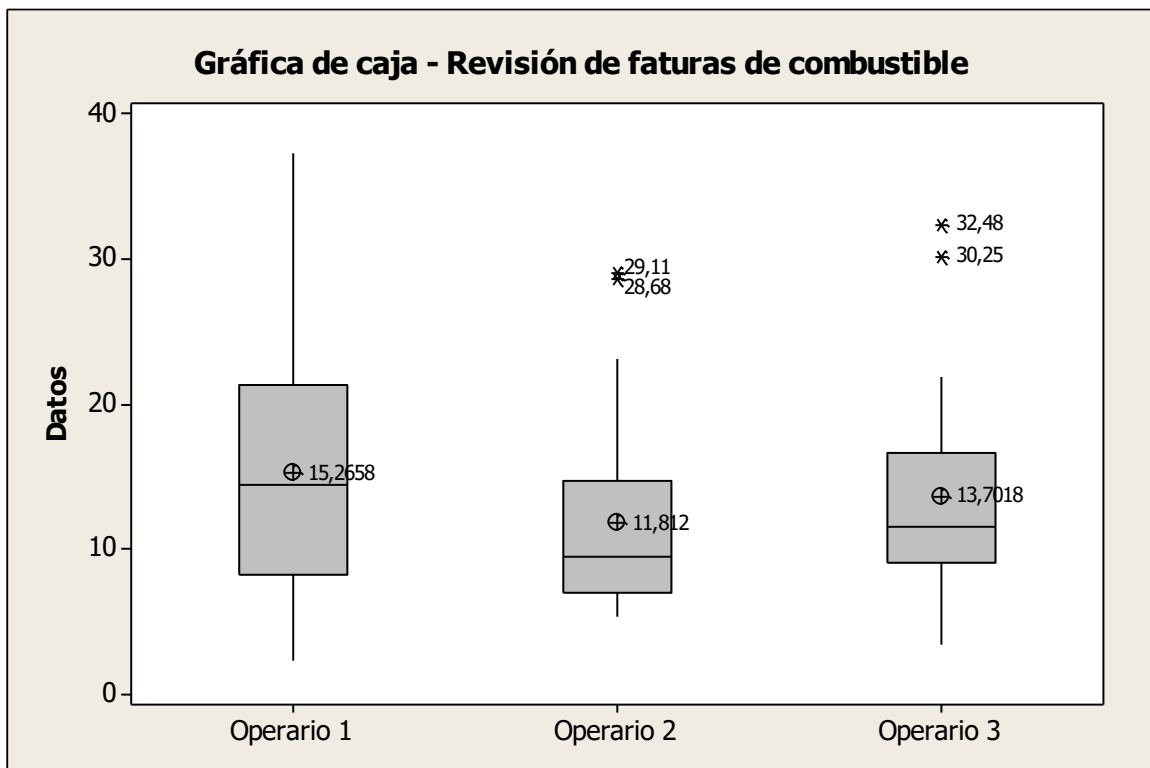 Gráfica de caja - Revisión de faturas de combustible
Datos
40
30
20
10
0
15,2658
29,11
28,68
11,812
32,48
30,25
13,7018
Operario 1
Operario 2
Operario 3